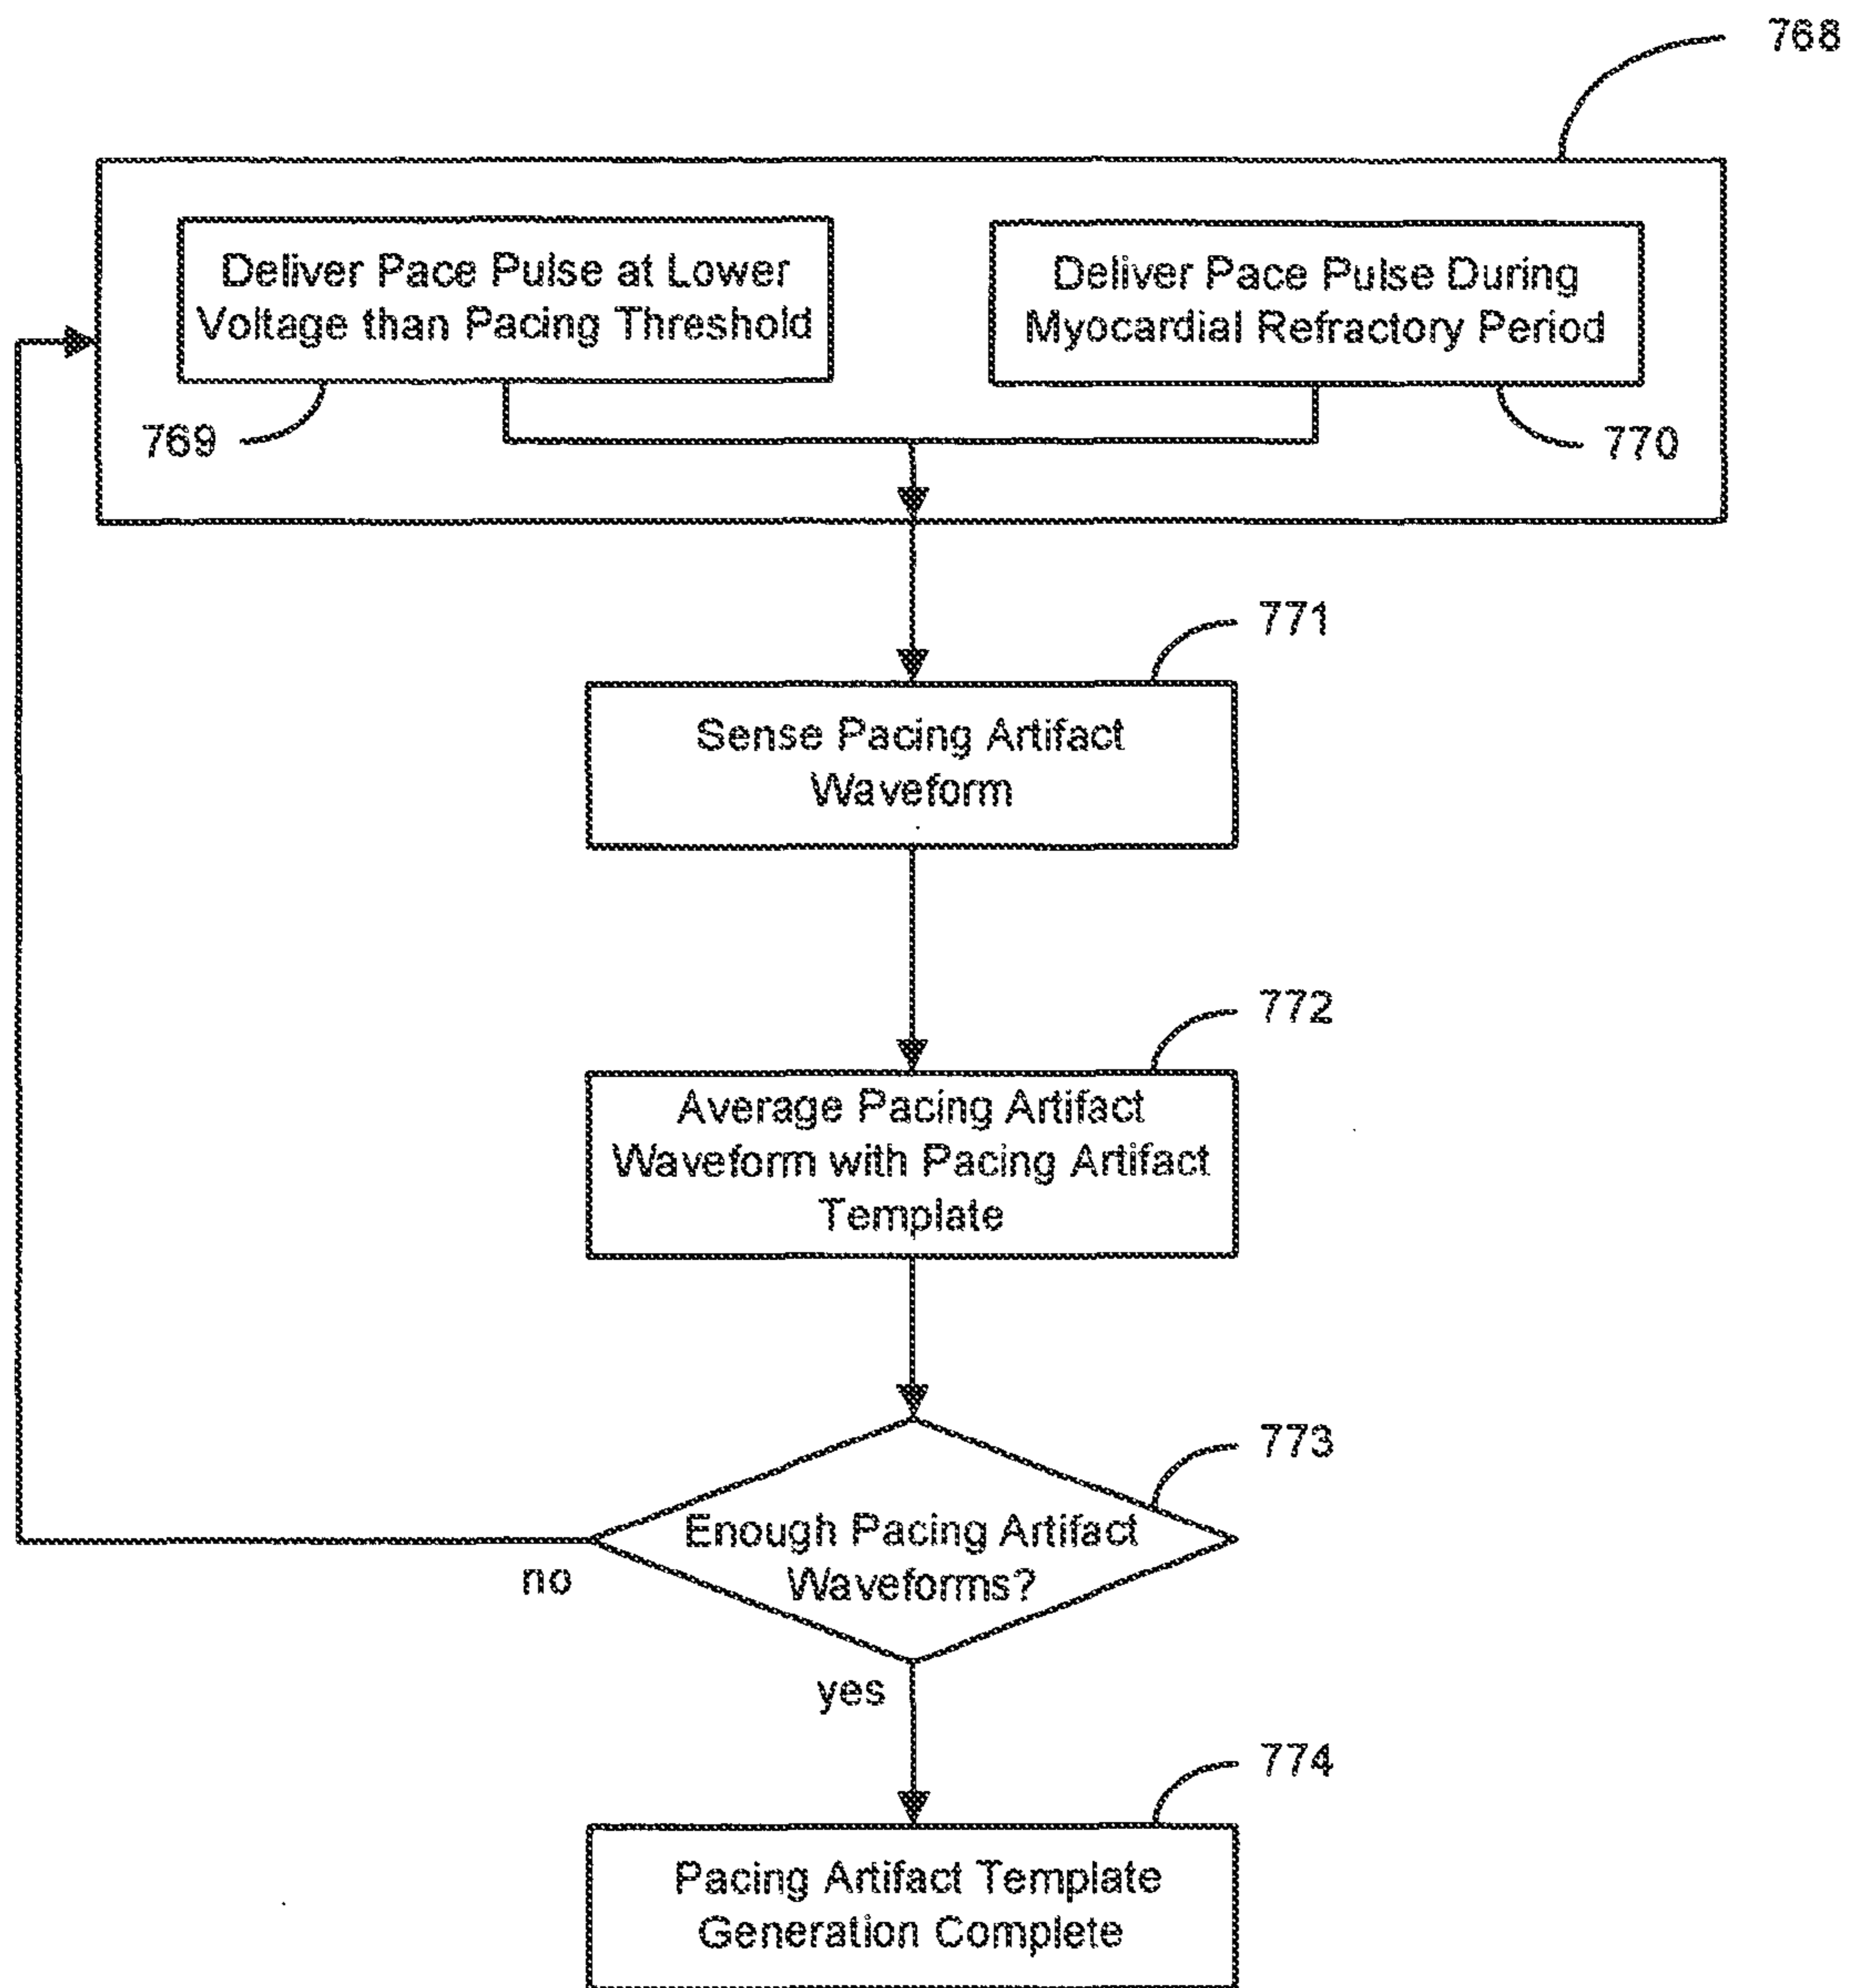 768
Deliver Pace Pulse at Lower
Voltage than Pacing Threshold
Deliver Pace Pulse During
Myocardial Refractory Period
769
770
771
Sense Pacing Artifact
Waveform
772
Average Pacing Artifact
Waveform with Pacing Artifact
Template
773
Enough Pacing Artifact
Waveforms?
no
yes
774
Pacing Artifact Template
Generation Complete